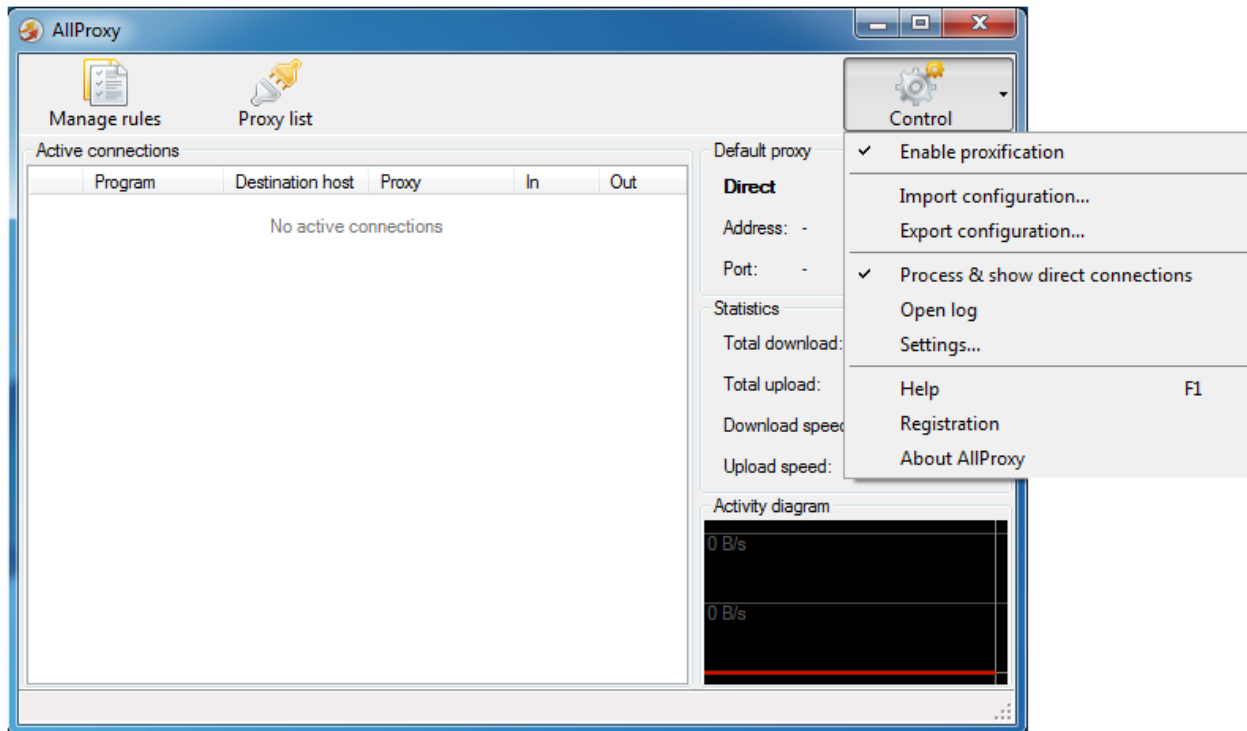 AllProxy
Manage rules
Proxy list
Control
Active connections
Program Destination host Proxy In Out
No active connections
Default proxy
Direct
Address: -
Port: -
Statistics
Total download:
Total upload:
Download speed
Upload speed:
Activity diagram
0 B/s
0 B/s
Enable proxification
Import configuration...
Export configuration...
Process & show direct connections
Open log
Settings...
Help F1
Registration
About AllProxy